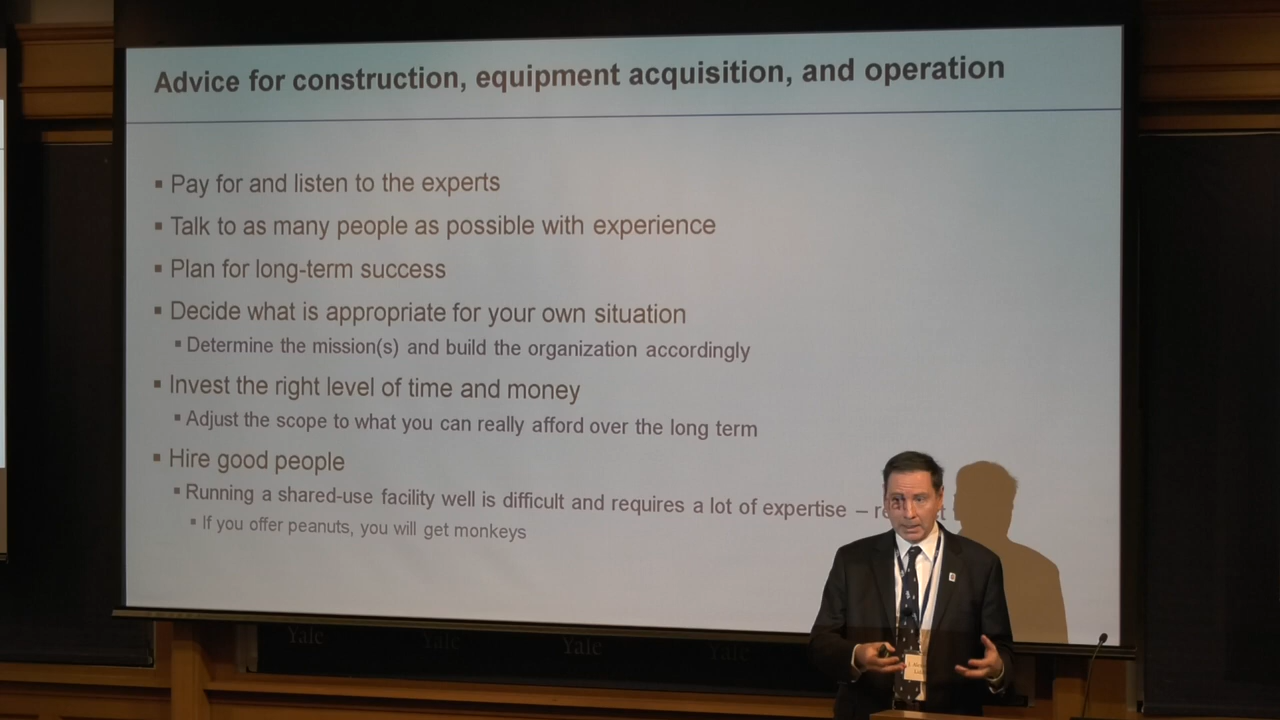 Advice for construction, equipment acquisition, and operation
▪ Pay for and listen to the experts
▪ Talk to as many people as possible with experience
▪ Plan for long-term success
▪ Decide what is appropriate for your own situation
▪ Determine the mission(s) and build the organization accordingly
▪ Invest the right level of time and money
▪ Adjust the scope to what you can really afford over the long term
▪ Hire good people
▪ Running a shared-use facility well is difficult and requires a lot of expertise –
▪ If you offer peanuts, you will get monkeys
Yale Yale Yale Yale